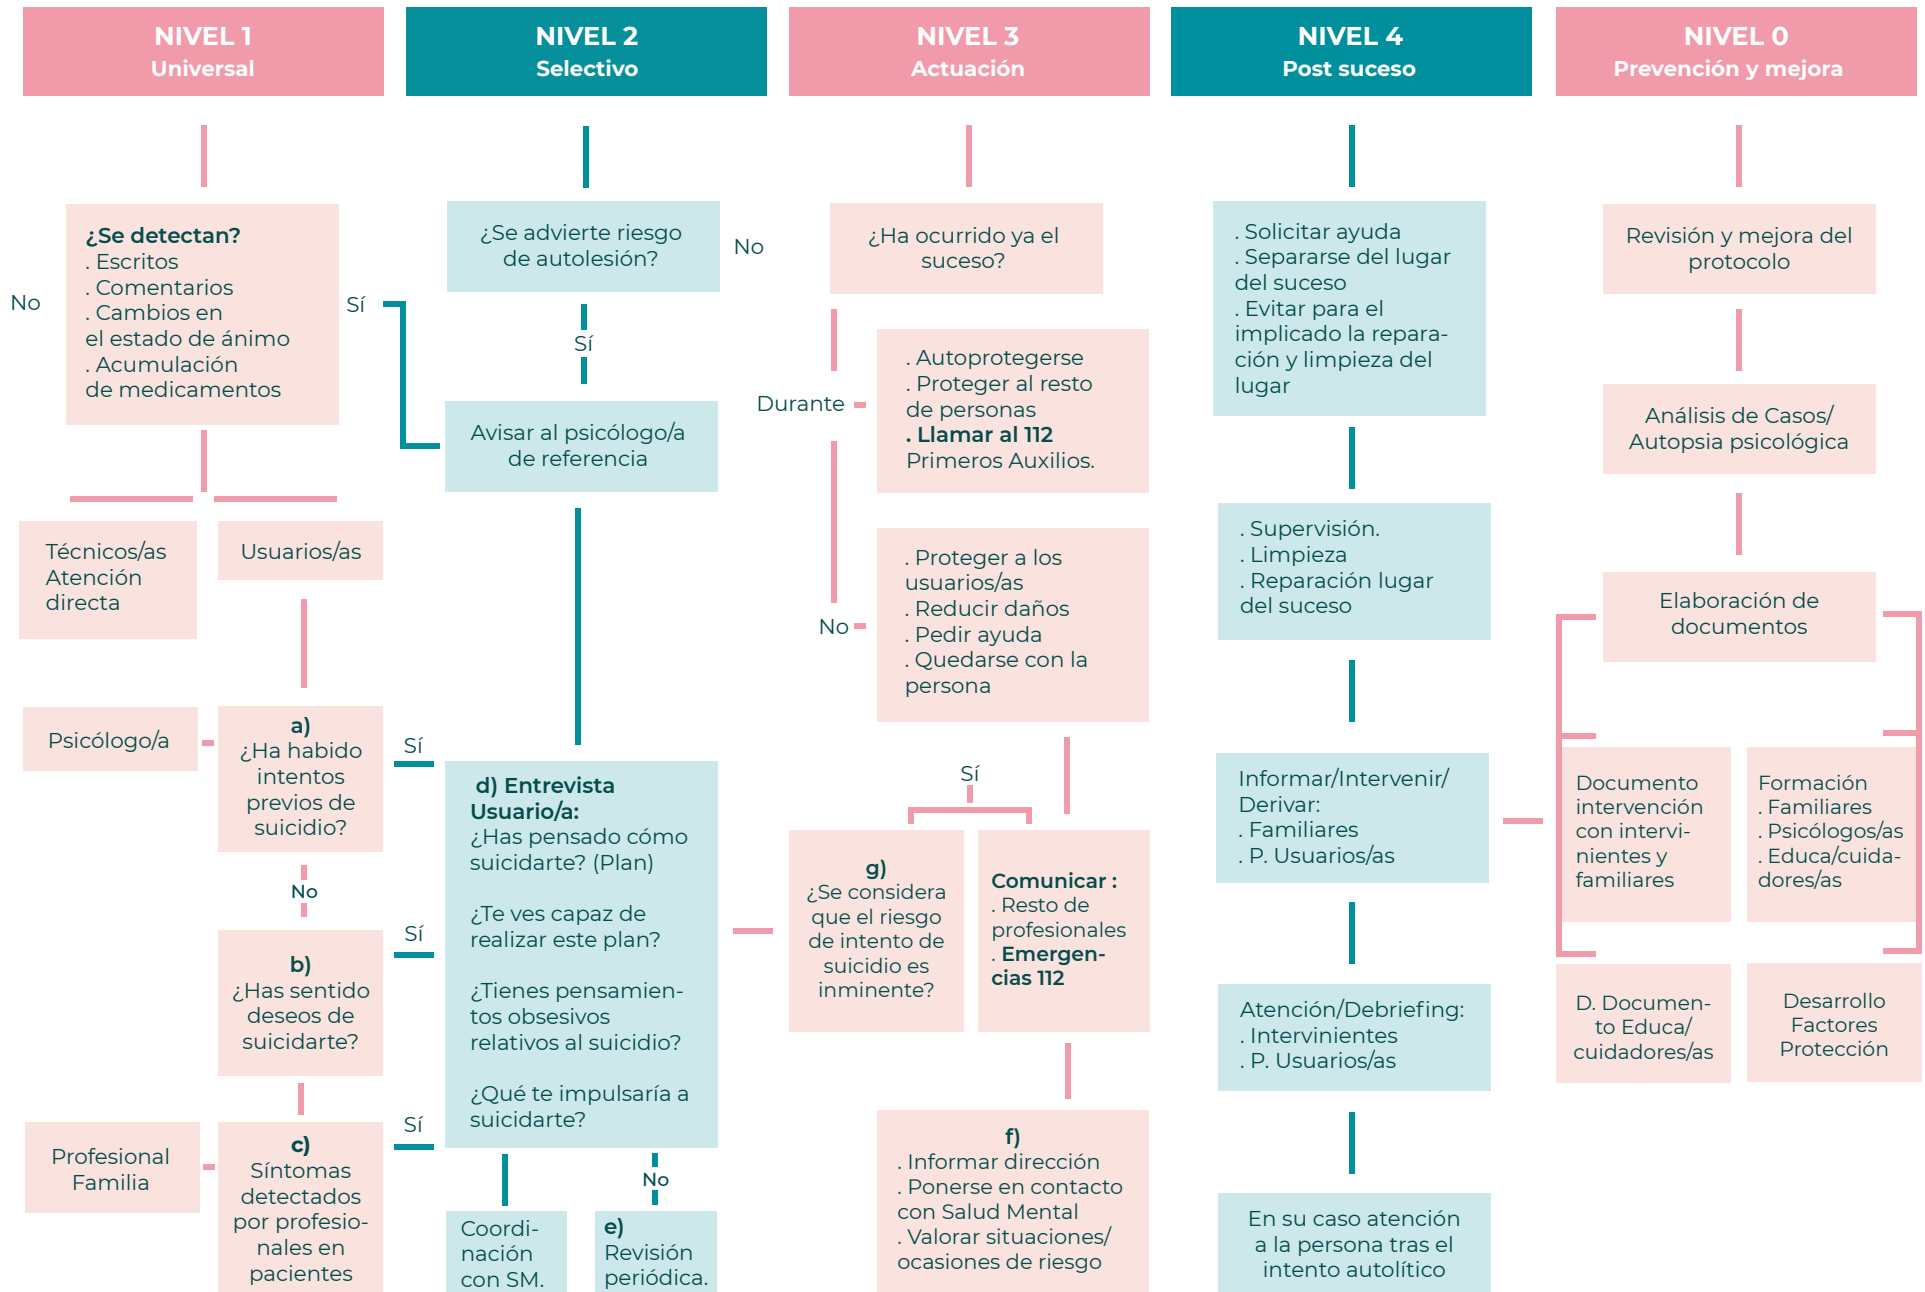 NIVEL 1
Universal
No
¿Se detectan?
. Escritos
. Comentarios
. Cambios en
el estado de ánimo
. Acumulación
de medicamentos
Sí
Técnicos/as
Atención
directa
Usuarios/as
Psicólogo/a
a)
¿Ha habido
intentos
previos de
suicidio?
Sí
No
b)
¿Has sentido
deseos de
suicidarte?
Sí
Profesional
Familia
c)
Síntomas
detectados
por profesio-
nales en
pacientes
Sí
NIVEL 2
Selectivo
¿Se advierte riesgo
de autolesión?
No
Sí
Avisar al psicólogo/a
de referencia
d) Entrevista
Usuario/a:
¿Has pensado cómo
suicidarte? (Plan)
¿Te ves capaz de
realizar este plan?
¿Tienes pensamien-
tos obsesivos
relativos al suicidio?
¿Qué te impulsaría a
suicidarte?
No
Coordi-
nación
con SM.
e)
Revisión
periódica.
NIVEL 3
Actuación
¿Ha ocurrido ya el
suceso?
Durante
. Autoprotegerse
. Proteger al resto
de personas
. Llamar al 112
Primeros Auxilios.
No
. Proteger a los
usuarios/as
. Reducir daños
. Pedir ayuda
. Quedarse con la
persona
Sí
g)
¿Se considera
que el riesgo
de intento de
suicidio es
inminente?
Comunicar :
. Resto de
profesionales
. Emergen-
cias 112
f)
. Informar dirección
. Ponerse en contacto
con Salud Mental
. Valorar situaciones/
ocasiones de riesgo
NIVEL 4
Post suceso
. Solicitar ayuda
. Separarse del lugar
del suceso
. Evitar para el
implicado la repara-
ción y limpieza del
lugar
. Supervisión.
. Limpieza
. Reparación lugar
del suceso
Informar/Intervenir/
Derivar:
. Familiares
. P. Usuarios/as
Atención/Debriefing:
. Intervinientes
. P. Usuarios/as
En su caso atención
a la persona tras el
intento autolítico
NIVEL 0
Prevención y mejora
Revisión y mejora del
protocolo
Análisis de Casos/
Autopsia psicológica
Elaboración de
documentos
Documento
intervención
con intervi-
nientes y
familiares
Formación
. Familiares
. Psicólogos/as
. Educa/cuida-
dores/as
D. Documen-
to Educa/
cuidadores/as
Desarrollo
Factores
Protección